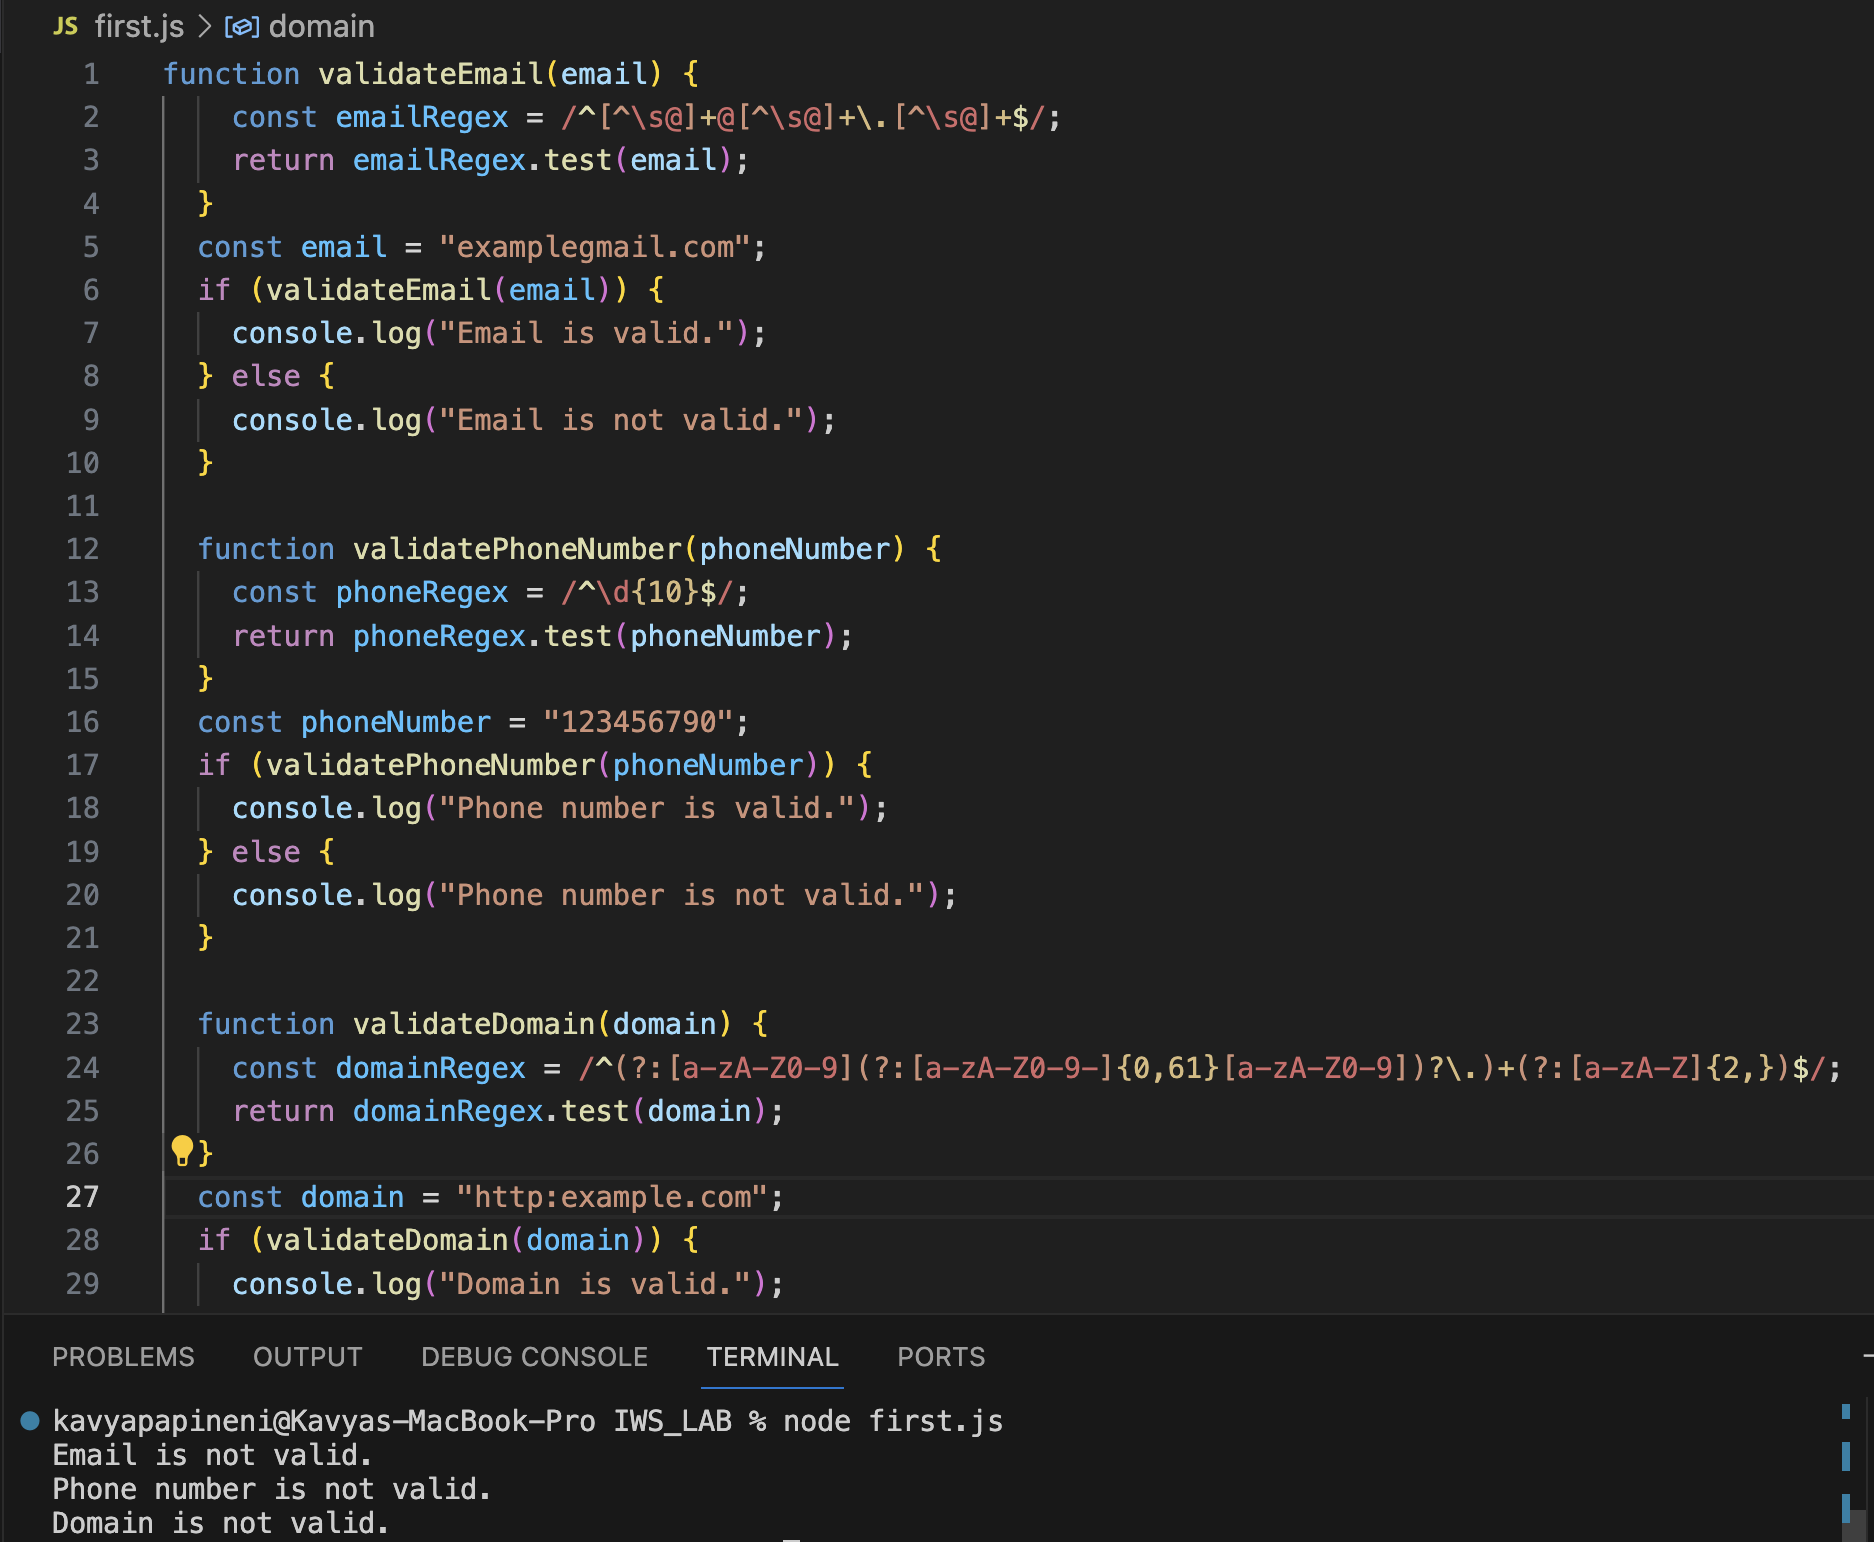 JS first.js > domain
1 function validateEmail(email) {
2 const emailRegex = /^[^\s@]+@[^\s@]+\.[^\s@]+$/;
3 return emailRegex.test(email);
4 }
5 const email = "examplegmail.com";
6 if (validateEmail(email)) {
7 console.log("Email is valid.");
8 } else {
9 console.log("Email is not valid.");
10 }
11
12 function validatePhoneNumber(phoneNumber) {
13 const phoneRegex = /^\d{10}$/;
14 return phoneRegex.test(phoneNumber);
15 }
16 const phoneNumber = "123456790";
17 if (validatePhoneNumber(phoneNumber)) {
18 console.log("Phone number is valid.");
19 } else {
20 console.log("Phone number is not valid.");
21 }
22
23 function validateDomain(domain) {
24 const domainRegex = /^(?:[a-zA-Z0-9](?:[a-zA-Z0-9-]{0,61}[a-zA-Z0-9])?\.)+(?:[a-zA-Z]{2,})$/;
25 return domainRegex.test(domain);
26 }
27 const domain = "http:example.com";
28 if (validateDomain(domain)) {
29 console.log("Domain is valid.");
PROBLEMS OUTPUT DEBUG CONSOLE TERMINAL PORTS
kavyapapineni@Kavyas-MacBook-Pro IWS_LAB % node first.js
Email is not valid.
Phone number is not valid.
Domain is not valid.